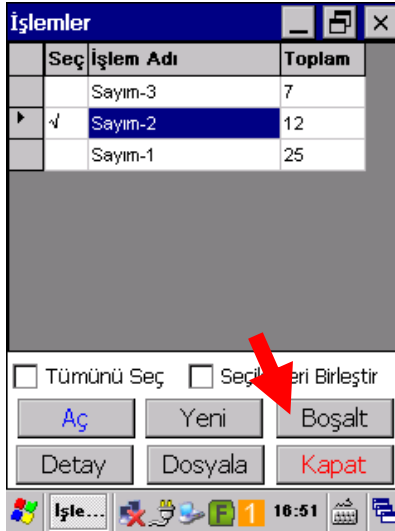 İşlemler
Seç İşlem Adı Toplam
Sayım-3 7
√ Sayım-2 12
Sayım-1 25
Tümünü Seç
Aç Yeni Boşalt
Detay Dosyala Kapat
İşle... F 1 16:51